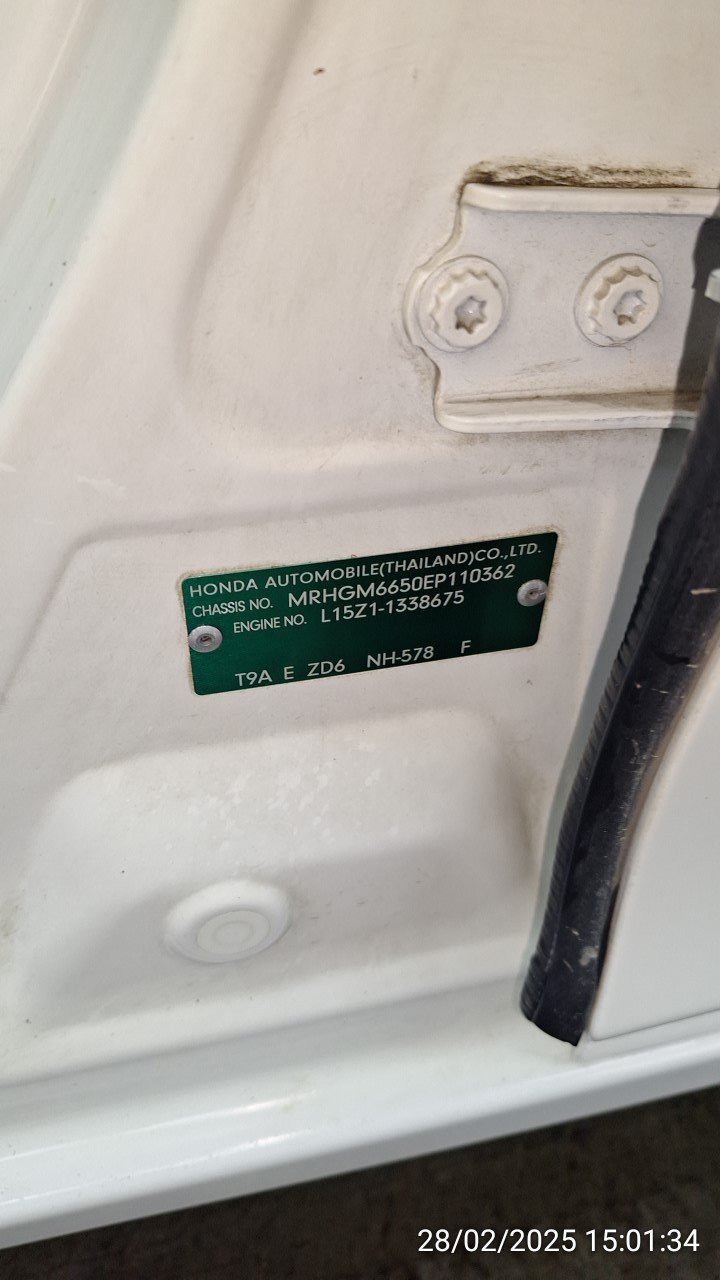 HONDA AUTOMOBILE(THAILAND)CO.,LTD.
CHASSIS NO. MRHGM6650EP110362
ENGINE NO. L15Z1-1338675
T9A E ZD6 NH-578 F
28/02/2025 15:01:34